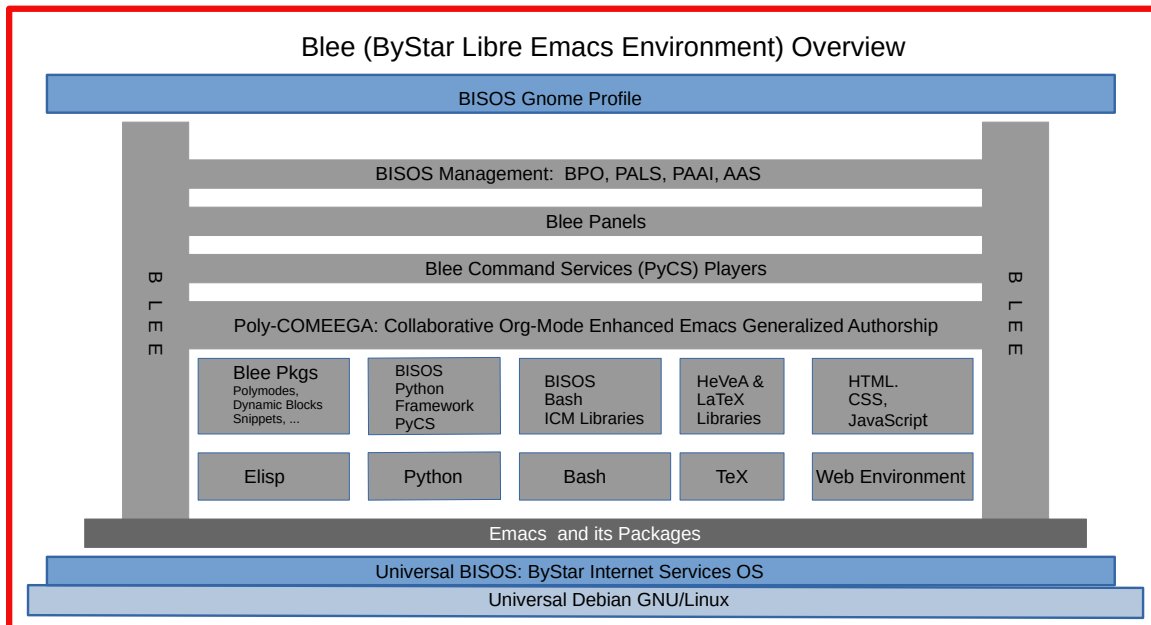 Blee (ByStar Libre Emacs Environment) Overview
BISOS Gnome Profile
BISOS Management:  BPO, PALS, PAAI, AAS
Blee Panels
Blee Command Services (PyCS) Players
Poly-COMEEGA: Collaborative Org-Mode Enhanced Emacs Generalized Authorship
B L E E
B L E E
Blee Pkgs
Polymodes,
Dynamic Blocks
Snippets, ...
BISOS
Python
Framework
PyCS
BISOS
Bash
ICM Libraries
HeVeA &
LaTeX
Libraries
HTML.
CSS,
JavaScript
Elisp
Python
Bash
TeX
Web Environment
Emacs  and its Packages
Universal BISOS: ByStar Internet Services OS
Universal Debian GNU/Linux